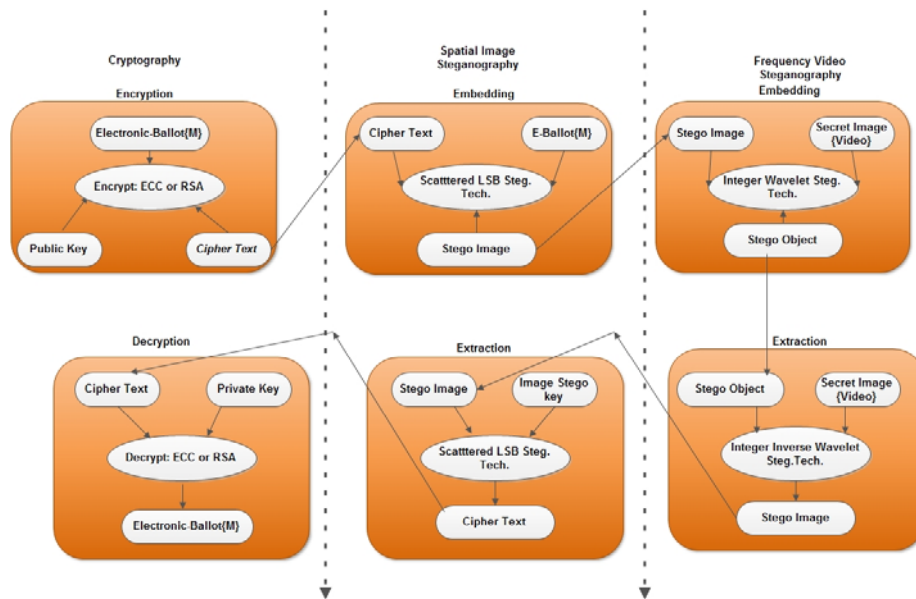 Cryptography
Encryption
Electronic-Ballot{M}
Encrypt: ECC or RSA
Public Key
Cipher Text
Spatial Image
Steganography
Embedding
Cipher Text
E-Ballot{M}
Scatttered LSB Steg.
Tech.
Stego Image
Frequency Video
Steganography
Embedding
Stego Image
Secret Image
{Video}
Integer Wavelet Steg.
Tech.
Stego Object
Decryption
Cipher Text
Private Key
Decrypt: ECC or RSA
Electronic-Ballot{M}
Extraction
Stego Image
Image Stego
key
Scatttered LSB Steg.
Tech.
Cipher Text
Extraction
Stego Object
Secret Image
{Video}
Integer Inverse Wavelet
Steg.Tech.
Stego Image